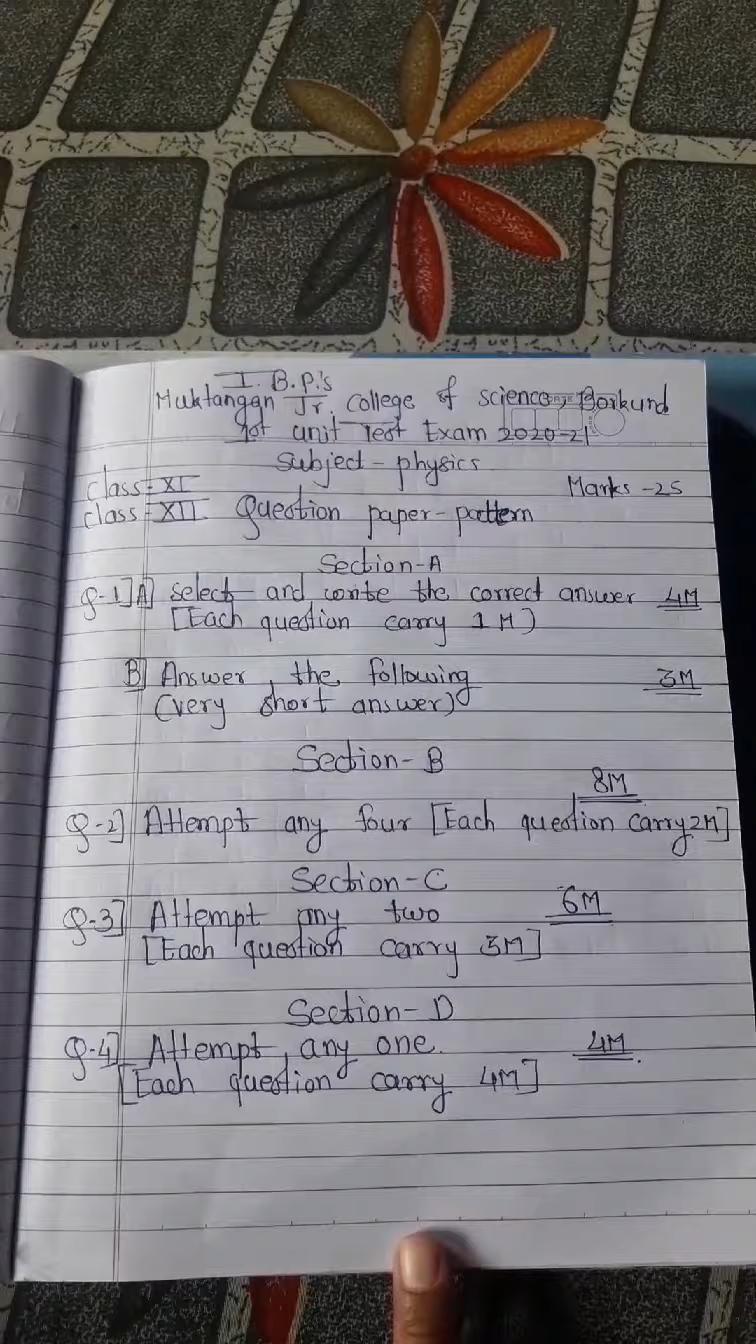 I. B.P.'s
Muktangan Jr. College of science, Borkund
1st unit Test Exam 2020-21
Subject - physics
class = XI
Marks - 25
class = XII Question paper-pattern
Section-A
Q-1] A] select and write the correct answer 4M
[Each question carry 1 M)
B] Answer the following 3M
(very short answer)
Section-B
8M
Q-2] Attempt any four [Each question carry 2M]
Section-C
Q-3] Attempt any two 6M
[Each question carry 3M]
Section-D
Q-4] Attempt any one. 4M.
[Each question carry 4M]